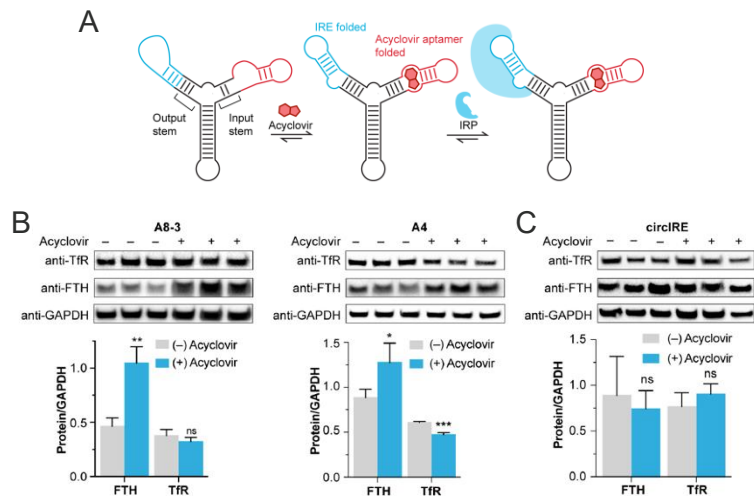 A
IRE folded
Acyclovir aptamer
folded
Output
stem
Input
stem
Acyclovir
IRP
B
A8-3
Acyclovir – – – + + +
anti-TfR
anti-FTH
anti-GAPDH
Protein/GAPDH
1.0
0.5
0.0
(–) Acyclovir
(+) Acyclovir
**
ns
FTH TfR
A4
Acyclovir – – – + + +
anti-TfR
anti-FTH
anti-GAPDH
Protein/GAPDH
1.5
1.0
0.5
0.0
(–) Acyclovir
(+) Acyclovir
*
***
FTH TfR
C
circIRE
Acyclovir – – – + + +
anti-TfR
anti-FTH
anti-GAPDH
Protein/GAPDH
1.5
1.0
0.5
0.0
(–) Acyclovir
(+) Acyclovir
ns
ns
FTH TfR